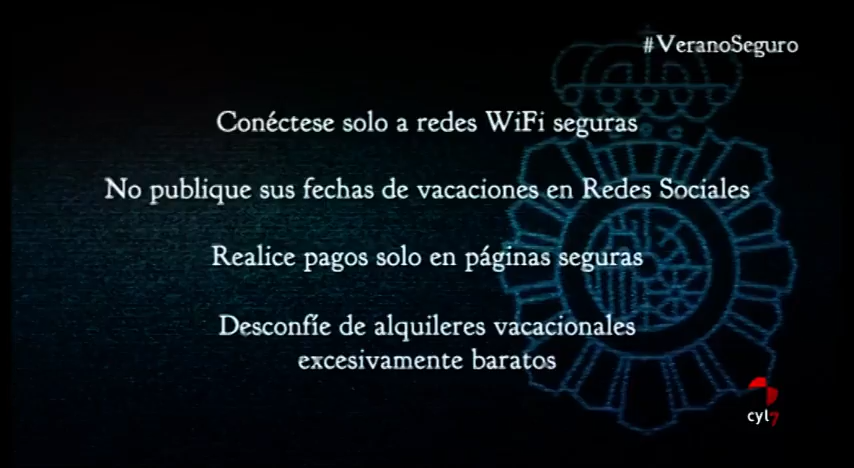 #VeranoSeguro
Conéctese solo a redes WiFi seguras
No publique sus fechas de vacaciones en Redes Sociales
Realice pagos solo en páginas seguras
Desconfíe de alquileres vacacionales
excesivamente baratos
cyl7